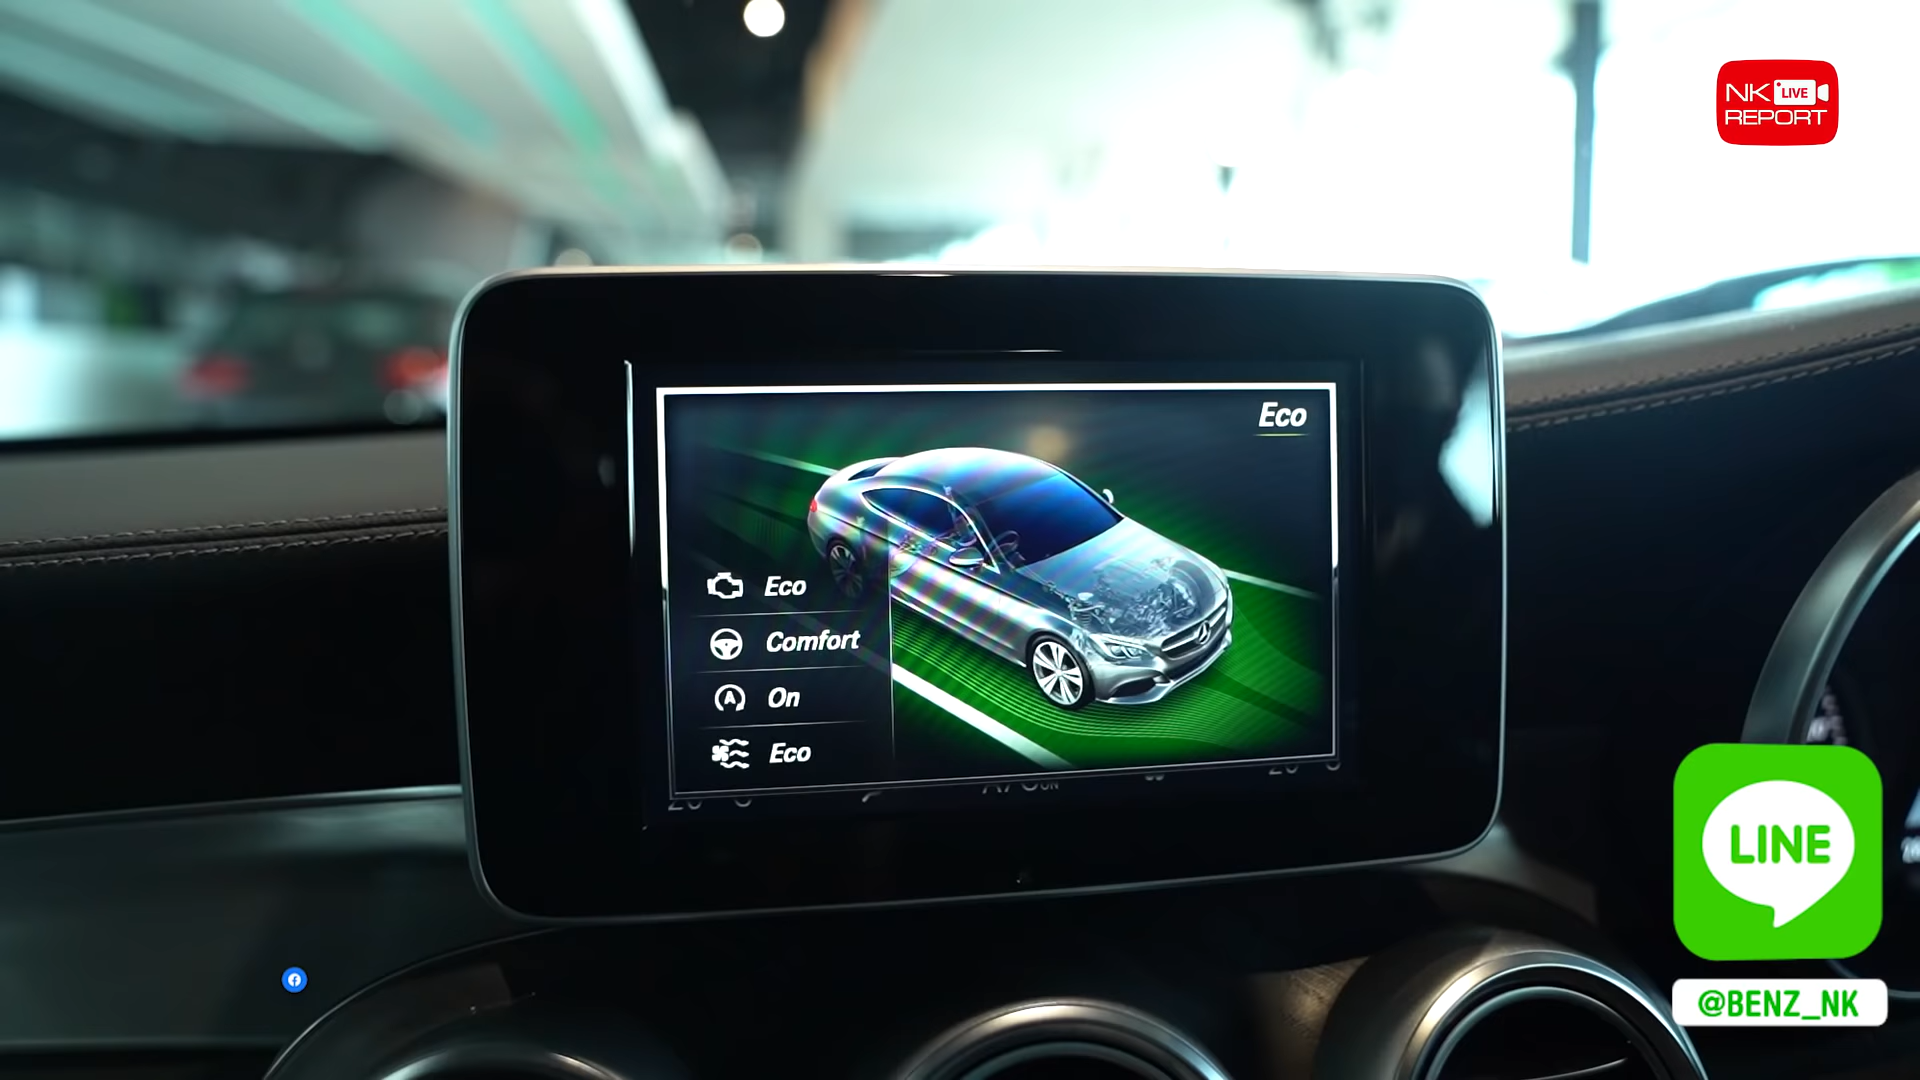 NK LIVE
REPORT
Eco
Eco
Comfort
A On
Eco
LINE
@BENZ_NK